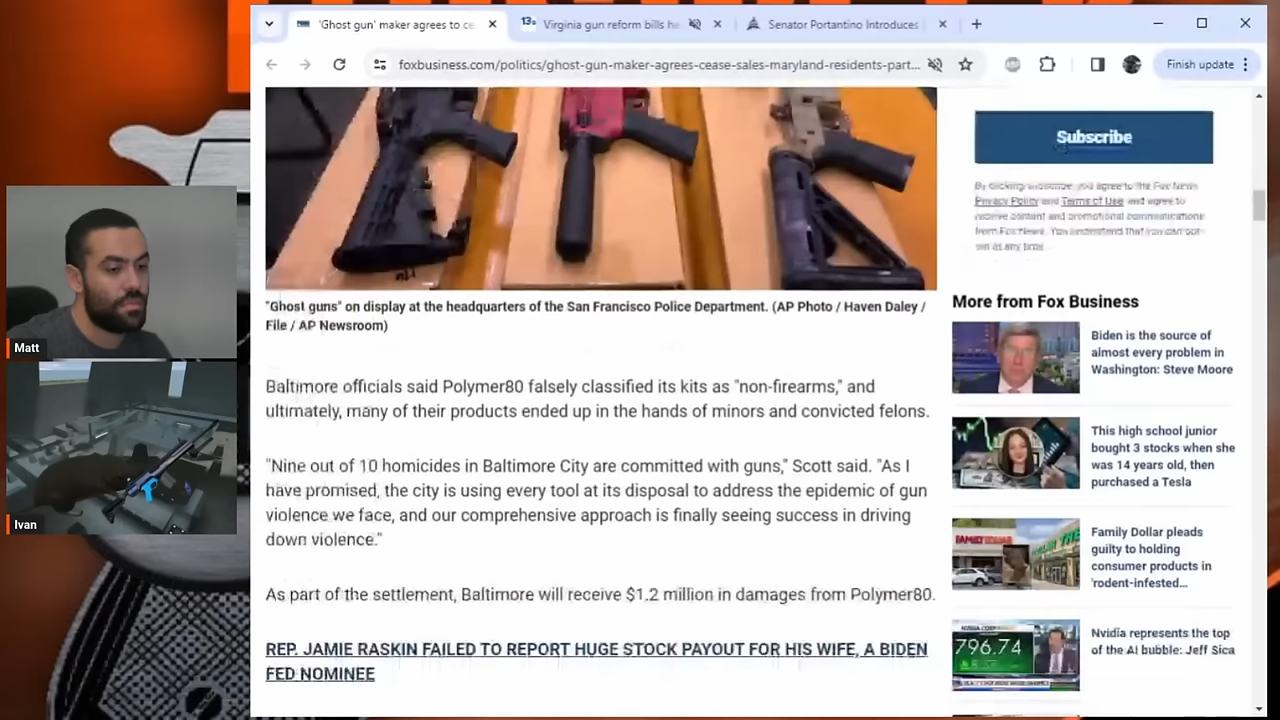 'Ghost gun' maker agrees to ce
Virginia gun reform bills he
Senator Portantino Introduces
foxbusiness.com/politics/ghost-gun-maker-agrees-cease-sales-maryland-residents-part...
Finish update
Subscribe
By clicking subscribe, you agree to the Fox News
Privacy Policy and Terms of Use, and agree to
receive content and promotional communications
from Fox News. You understand that you can opt-
out at any time.
"Ghost guns" on display at the headquarters of the San Francisco Police Department. (AP Photo / Haven Daley /
File / AP Newsroom)
Baltimore officials said Polymer80 falsely classified its kits as "non-firearms," and
ultimately, many of their products ended up in the hands of minors and convicted felons.
"Nine out of 10 homicides in Baltimore City are committed with guns," Scott said. "As I
have promised, the city is using every tool at its disposal to address the epidemic of gun
violence we face, and our comprehensive approach is finally seeing success in driving
down violence."
As part of the settlement, Baltimore will receive $1.2 million in damages from Polymer80.
REP. JAMIE RASKIN FAILED TO REPORT HUGE STOCK PAYOUT FOR HIS WIFE, A BIDEN
FED NOMINEE
More from Fox Business
Biden is the source of
almost every problem in
Washington: Steve Moore
This high school junior
bought 3 stocks when she
was 14 years old, then
purchased a Tesla
Family Dollar pleads
guilty to holding
consumer products in
'rodent-infested...
Nvidia represents the top
of the AI bubble: Jeff Sica
796.74
Matt
Ivan